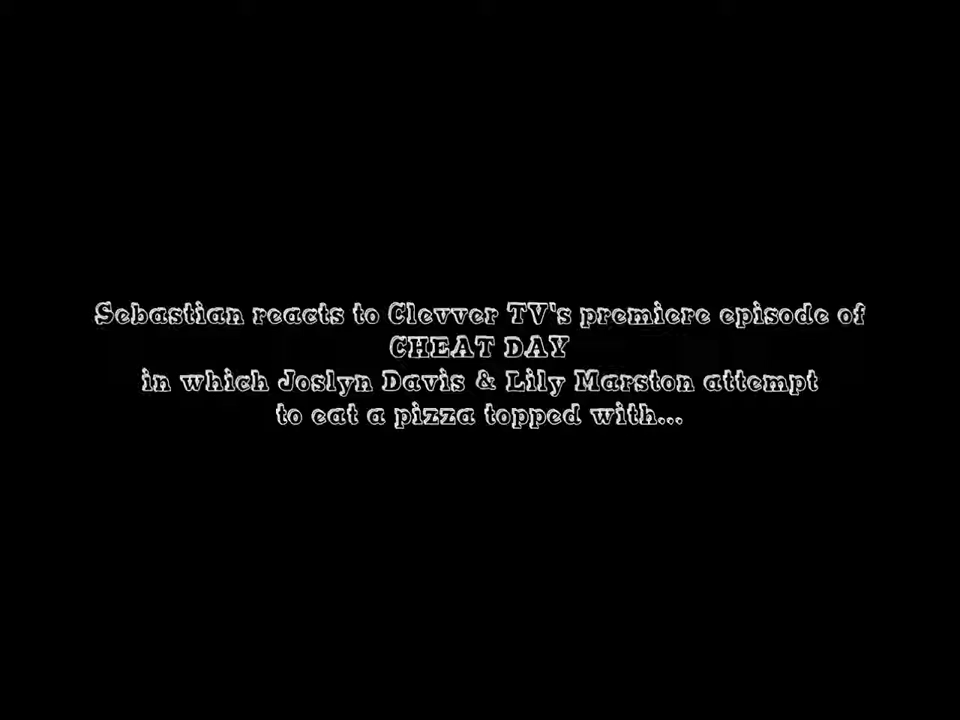 Sebastian reacts to Clevver TV's premiere episode of
CHEAT DAY
in which Joslyn Davis & Lily Marston attempt
to eat a pizza topped with...